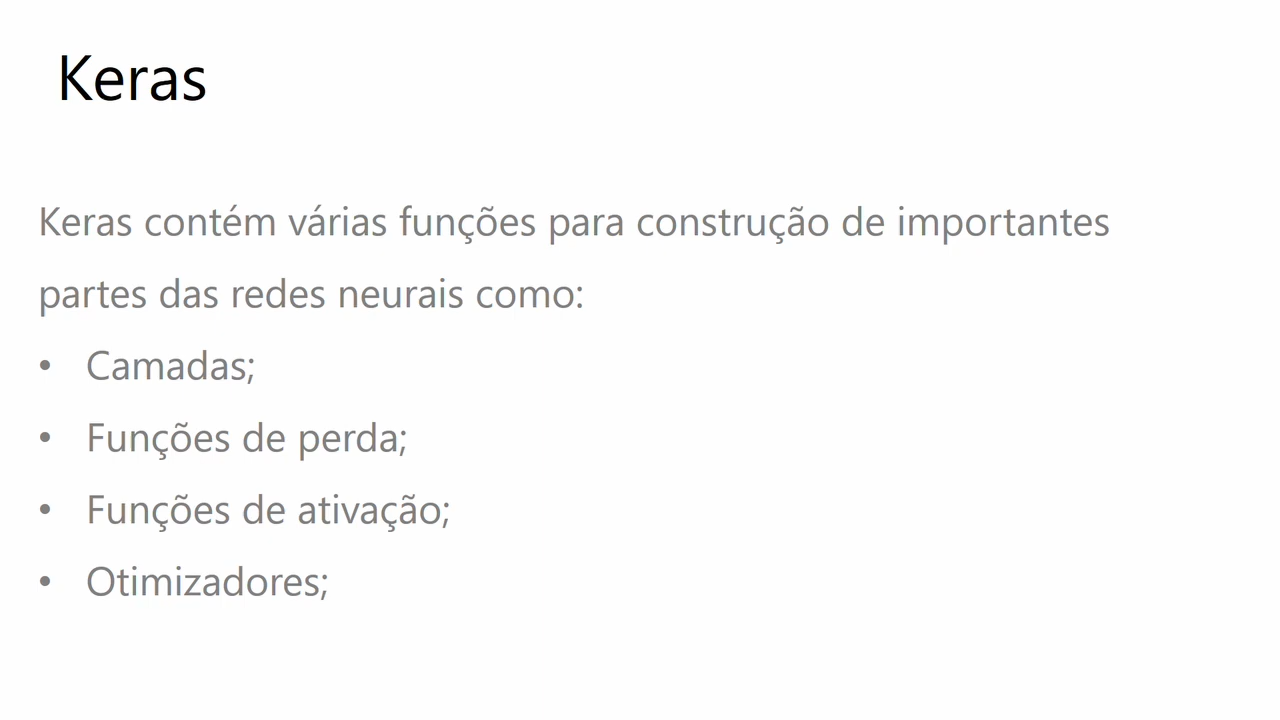 Keras
Keras contém várias funções para construção de importantes
partes das redes neurais como:
• Camadas;
• Funções de perda;
• Funções de ativação;
• Otimizadores;